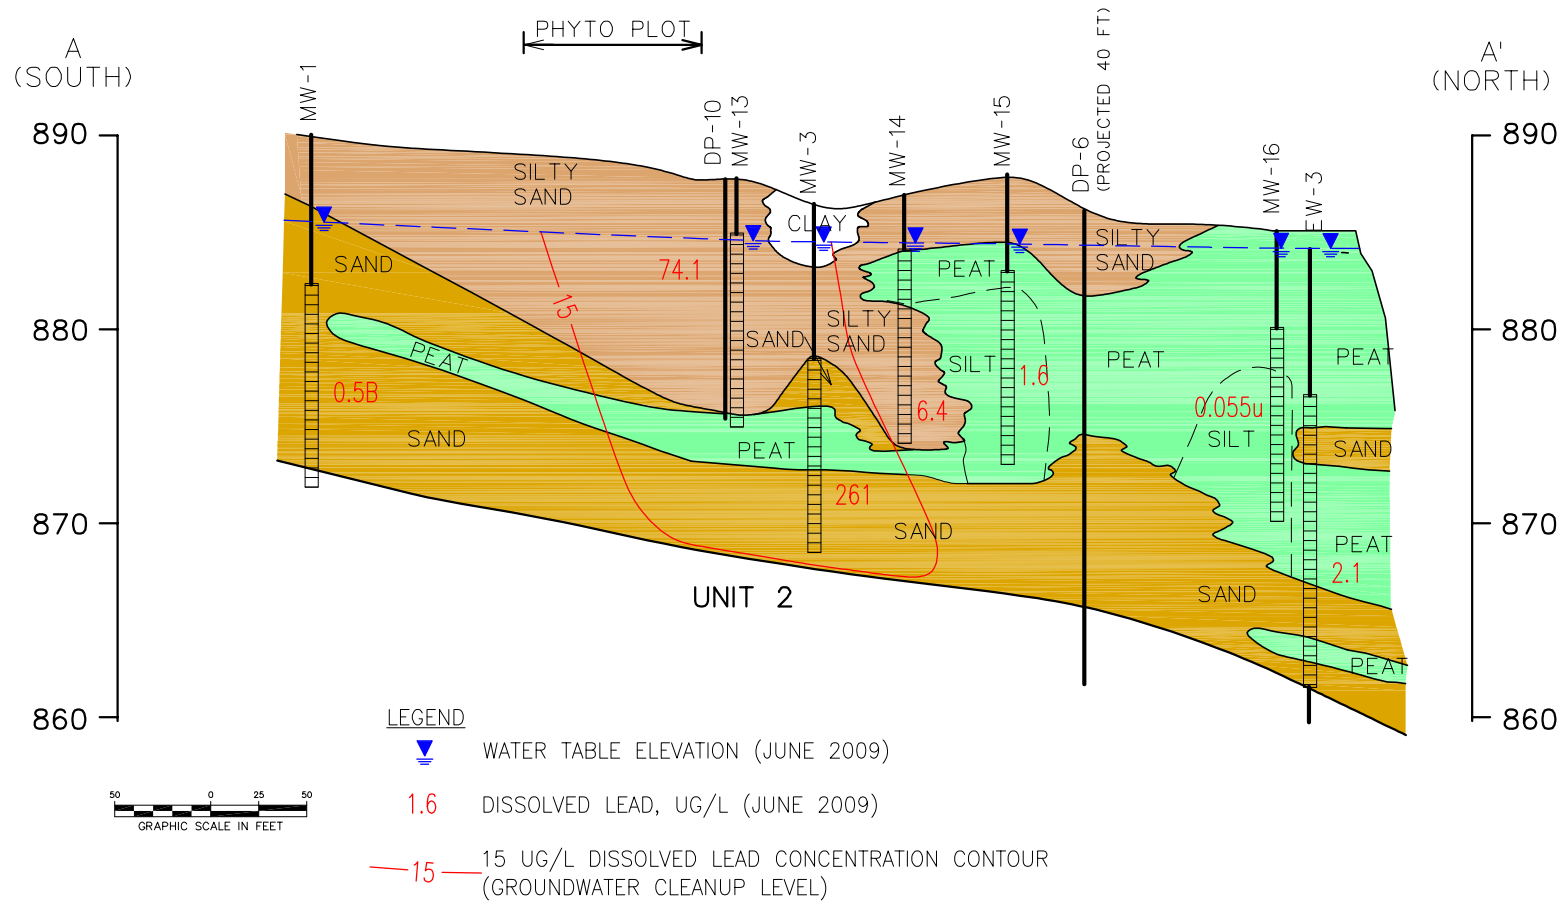 PHYTO PLOT
A
(SOUTH)
A'
(NORTH)
MW-1
DP-10
MW-13
MW-3
MW-14
MW-15
DP-6
(PROJECTED 40 FT)
MW-16
EW-3
890
890
880
880
870
870
860
860
SILTY
SAND
CLAY
SILTY
SAND
SAND
74.1
PEAT
15
SAND
SILTY
SAND
PEAT
SILT
1.6
PEAT
PEAT
0.5B
6.4
0.055u
SILT
SAND
PEAT
SAND
261
SAND
PEAT
2.1
SAND
UNIT 2
PEAT
LEGEND
WATER TABLE ELEVATION (JUNE 2009)
1.6 DISSOLVED LEAD, UG/L (JUNE 2009)
15 15 UG/L DISSOLVED LEAD CONCENTRATION CONTOUR
(GROUNDWATER CLEANUP LEVEL)
50 0 25 50
GRAPHIC SCALE IN FEET